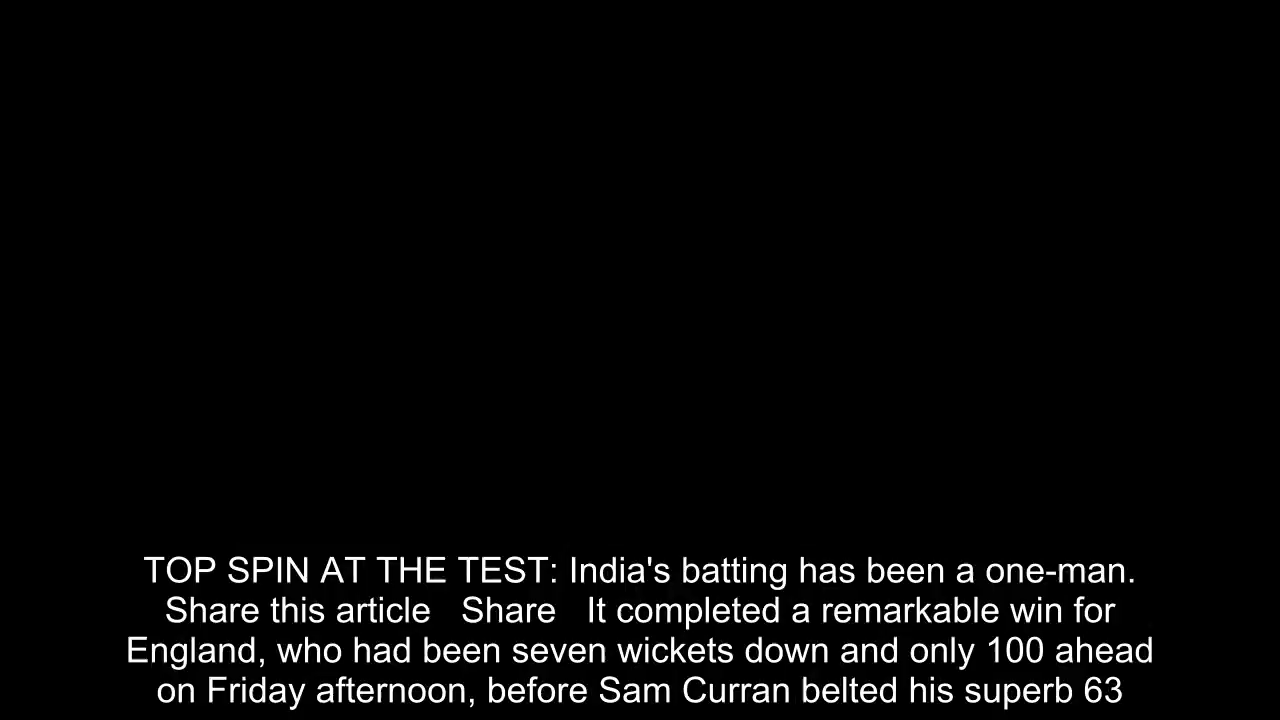 TOP SPIN AT THE TEST: India's batting has been a one-man.
Share this article   Share   It completed a remarkable win for
England, who had been seven wickets down and only 100 ahead
on Friday afternoon, before Sam Curran belted his superb 63